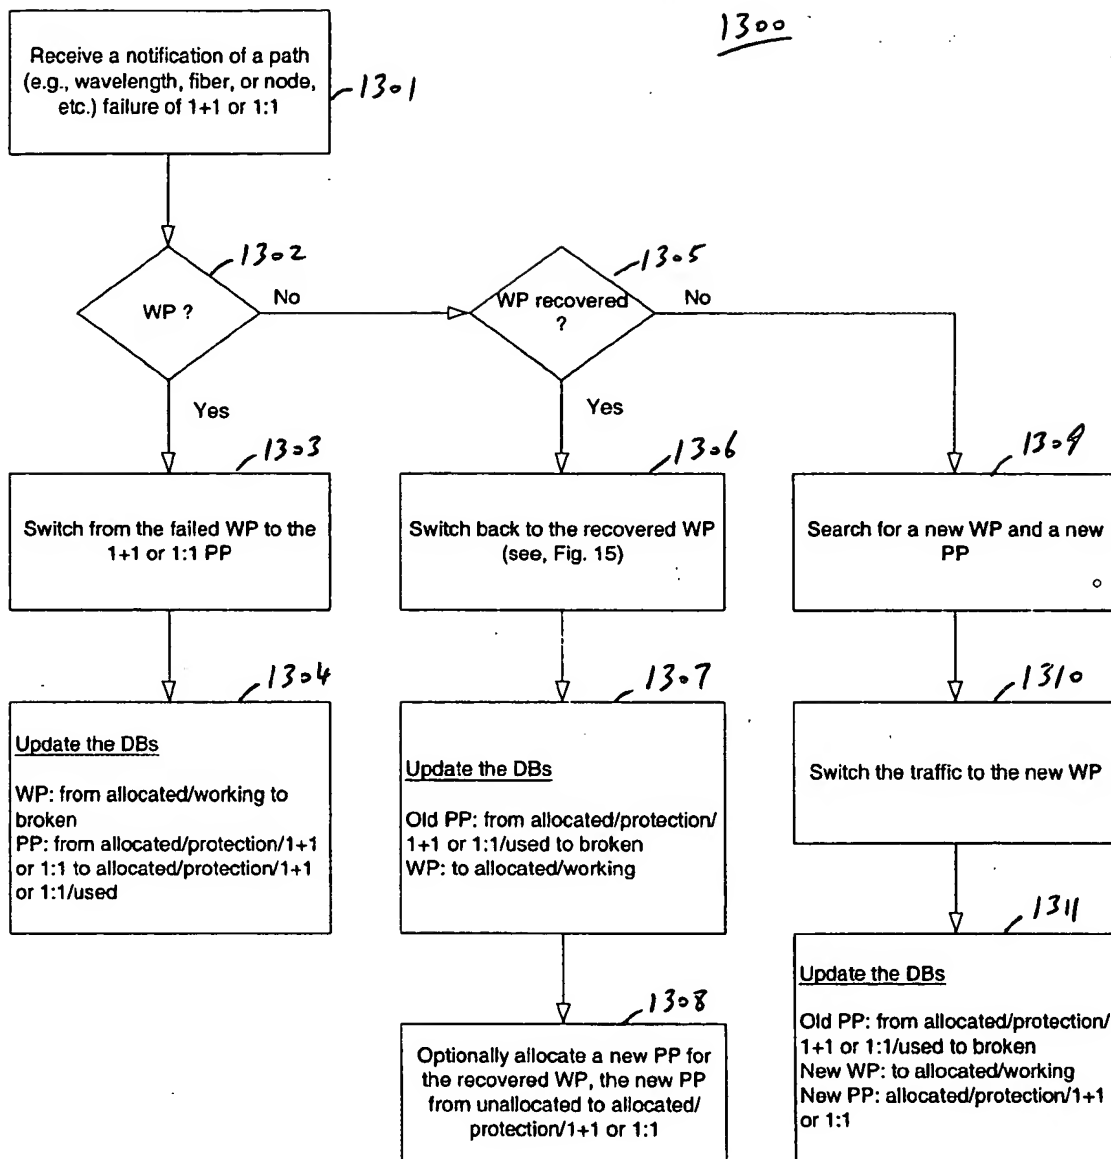 1300
Receive a notification of a path
(e.g., wavelength, fiber, or node,
etc.) failure of 1+1 or 1:1
1301
WP ?
1302
No
Yes
WP recovered
?
1305
No
Yes
1303
Switch from the failed WP to the
1+1 or 1:1 PP
1306
Switch back to the recovered WP
(see, Fig. 15)
1309
Search for a new WP and a new
PP
1304
Update the DBs
WP: from allocated/working to
broken
PP: from allocated/protection/1+1
or 1:1 to allocated/protection/1+1
or 1:1/used
1307
Update the DBs
Old PP: from allocated/protection/
1+1 or 1:1/used to broken
WP: to allocated/working
1310
Switch the traffic to the new WP
1308
Optionally allocate a new PP for
the recovered WP, the new PP
from unallocated to allocated/
protection/1+1 or 1:1
1311
Update the DBs
Old PP: from allocated/protection/
1+1 or 1:1/used to broken
New WP: to allocated/working
New PP: allocated/protection/1+1
or 1:1